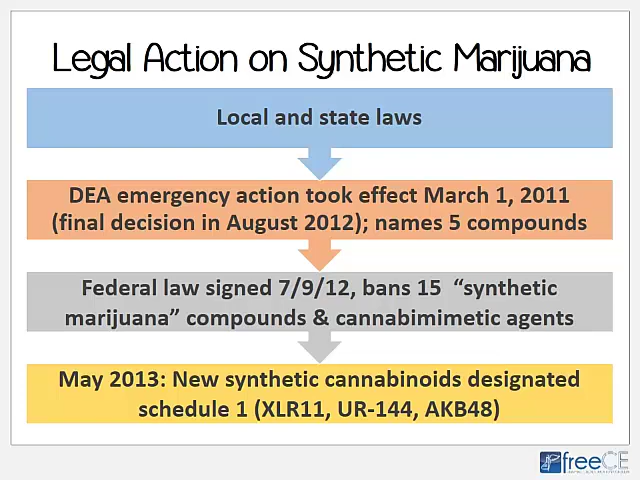 Legal Action on Synthetic Marijuana
Local and state laws
DEA emergency action took effect March 1, 2011
(final decision in August 2012); names 5 compounds
Federal law signed 7/9/12, bans 15 “synthetic
marijuana” compounds & cannabimimetic agents
May 2013: New synthetic cannabinoids designated
schedule 1 (XLR11, UR-144, AKB48)
freeCE